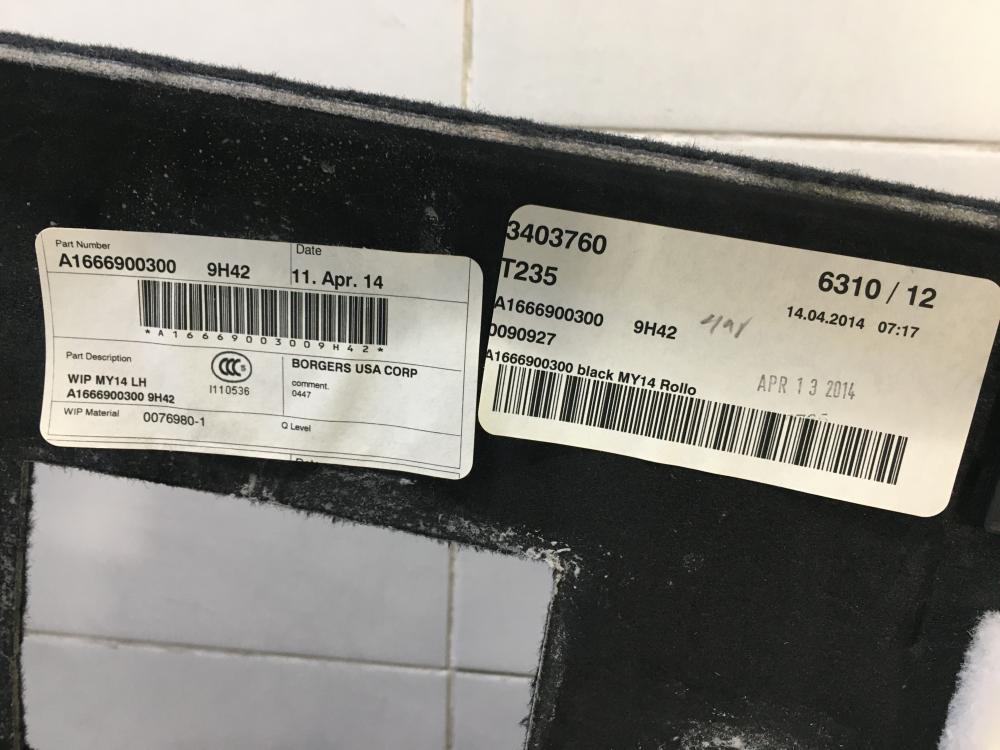 Part Number
A1666900300 9H42
Date
11. Apr. 14
*A16669003009H42*
Part Description
WIP MY14 LH
A1666900300 9H42
CCC S
I110536
BORGERS USA CORP
comment.
0447
WIP Material 0076980-1
Q Level
3403760
T235
6310 / 12
A1666900300 9H42
14.04.2014 07:17
0090927
A1666900300 black MY14 Rollo
APR 13 2014